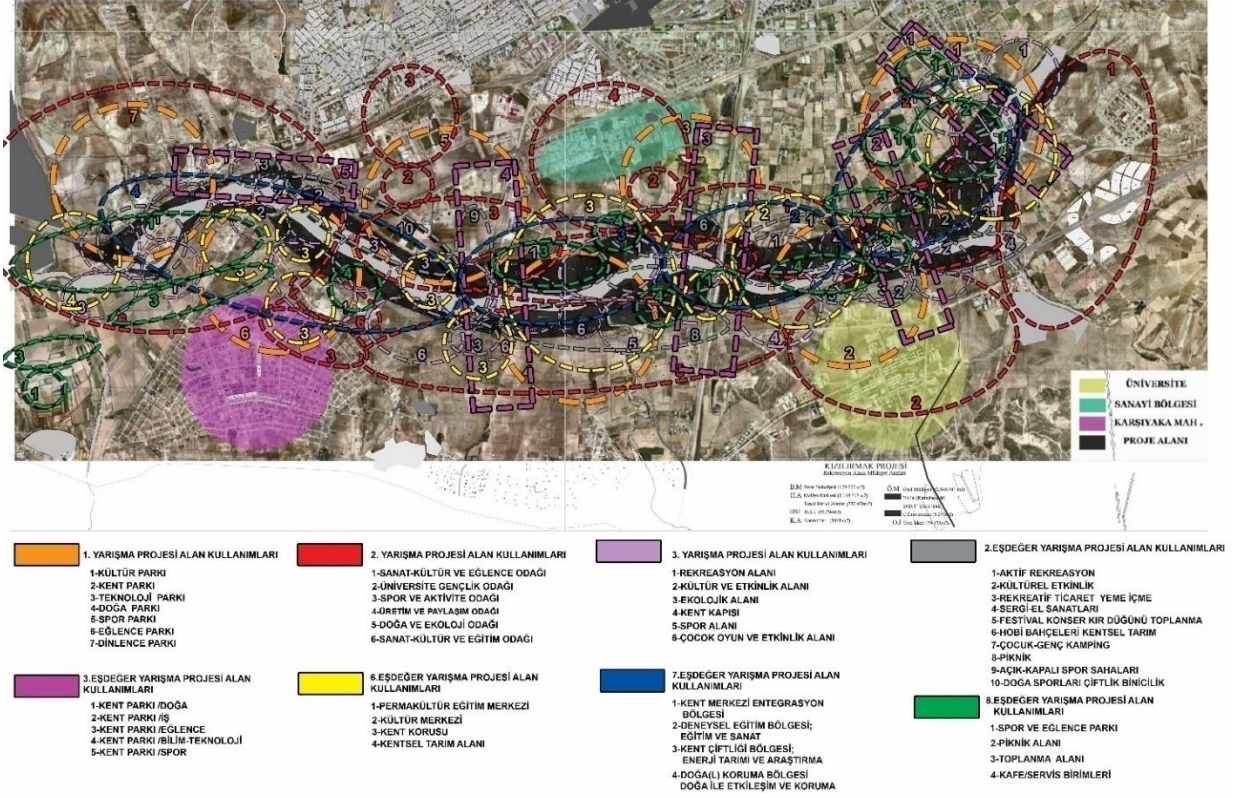 ÜNİVERSİTE
SANAYİ BÖLGESİ
KARŞIYAKA MAH .
PROJE ALANI
KIZILIRMAK PROJESİ
1. YARIŞMA PROJESİ ALAN KULLANIMLARI
1-KÜLTÜR PARKI
2-KENT PARKI
3-TEKNOLOJİ PARKI
4-DOĞA PARKI
5-SPOR PARKI
6-EĞLENCE PARKI
7-DİNLENCE PARKI
2. YARIŞMA PROJESİ ALAN KULLANIMLARI
1-SANAT-KÜLTÜR VE EĞLENCE ODAĞI
2-ÜNİVERSİTE GENÇLİK ODAĞI
3-SPOR VE AKTİVİTE ODAĞI
4-ÜRETİM VE PAYLAŞIM ODAĞI
5-DOĞA VE EKOLOJİ ODAĞI
6-SANAT-KÜLTÜR VE EĞİTİM ODAĞI
3. YARIŞMA PROJESİ ALAN KULLANIMLARI
1-REKREASYON ALANI
2-KÜLTÜR VE ETKİNLİK ALANI
3-EKOLOJİK ALANI
4-KENT KAPISI
5-SPOR ALANI
6-ÇOCOK OYUN VE ETKİNLİK ALANI
2.EŞDEĞER YARIŞMA PROJESİ ALAN KULLANIMLARI
1-AKTİF REKREASYON
2-KÜLTÜREL ETKİNLİK
3-REKREATİF TİCARET YEME İÇME
4-SERGİ-EL SANATLARI
5-FESTİVAL KONSER KIR DÜĞÜNÜ TOPLANMA
6-HOBİ BAHÇELERİ KENTSEL TARIM
7-ÇOCUK-GENÇ KAMPİNG
8-PİKNİK
9-AÇIK-KAPALI SPOR SAHALARI
10-DOĞA SPORLARI ÇİFTLİK BİNİCİLİK
3.EŞDEĞER YARIŞMA PROJESİ ALAN
KULLANIMLARI
1-KENT PARKI /DOĞA
2-KENT PARKI /İŞ
3-KENT PARKI /EĞLENCE
4-KENT PARKI /BİLİM-TEKNOLOJİ
5-KENT PARKI /SPOR
6.EŞDEĞER YARIŞMA PROJESİ ALAN
KULLANIMLARI
1-PERMAKÜLTÜR EĞİTİM MERKEZİ
2-KÜLTÜR MERKEZİ
3-KENT KORUSU
4-KENTSEL TARIM ALANI
7.EŞDEĞER YARIŞMA PROJESİ ALAN
KULLANIMLARI
1-KENT MERKEZİ ENTEGRASYON
BÖLGESİ
2-DENEYSEL EĞİTİM BÖLGESİ;
EĞİTİM VE SANAT
3-KENT ÇİFTLİĞİ BÖLGESİ;
ENERJİ TARIMI VE ARAŞTIRMA
4-DOĞA(L) KORUMA BÖLGESİ
DOĞA İLE ETKİLEŞİM VE KORUMA
8.EŞDEĞER YARIŞMA PROJESİ ALAN
KULLANIMLARI
1-SPOR VE EĞLENCE PARKI
2-PİKNİK ALANI
3-TOPLANMA ALANI
4-KAFE/SERVİS BİRİMLERİ